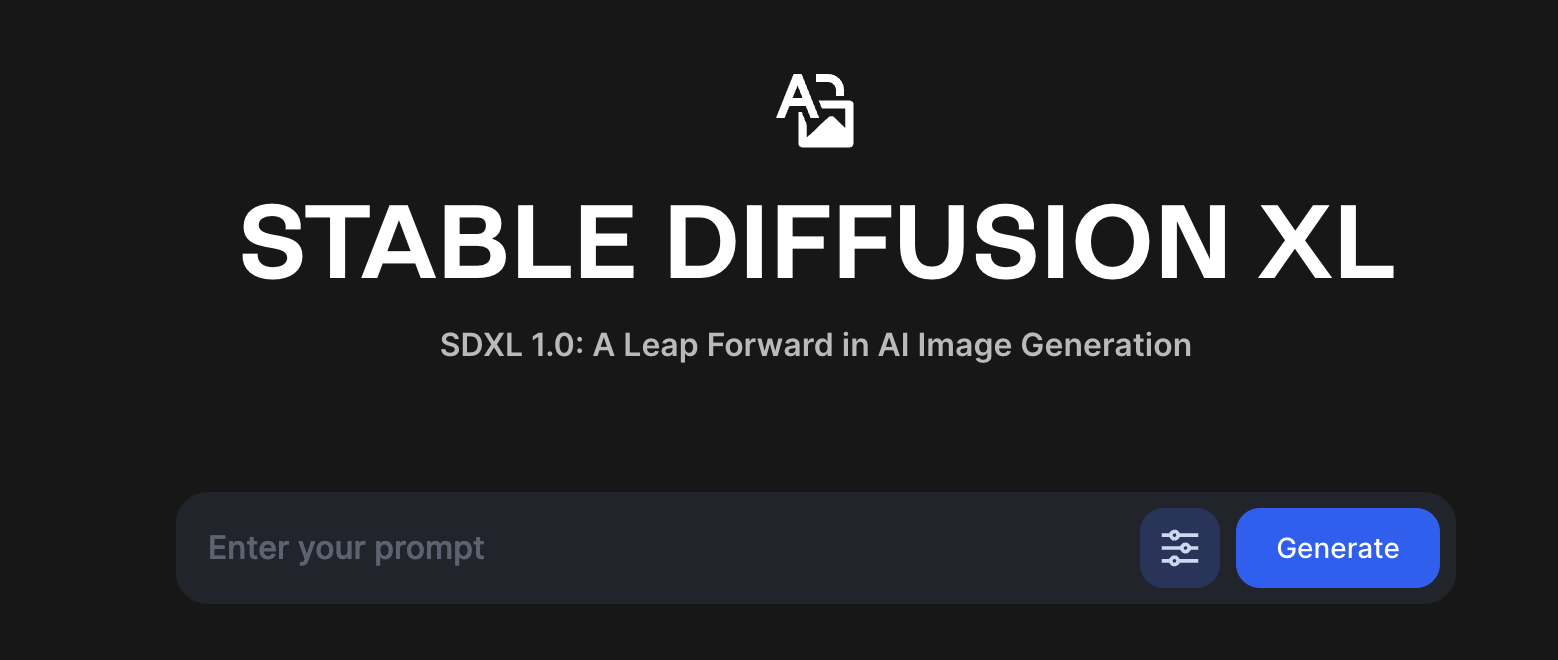 STABLE DIFFUSION XL
SDXL 1.0: A Leap Forward in AI Image Generation
Enter your prompt
Generate